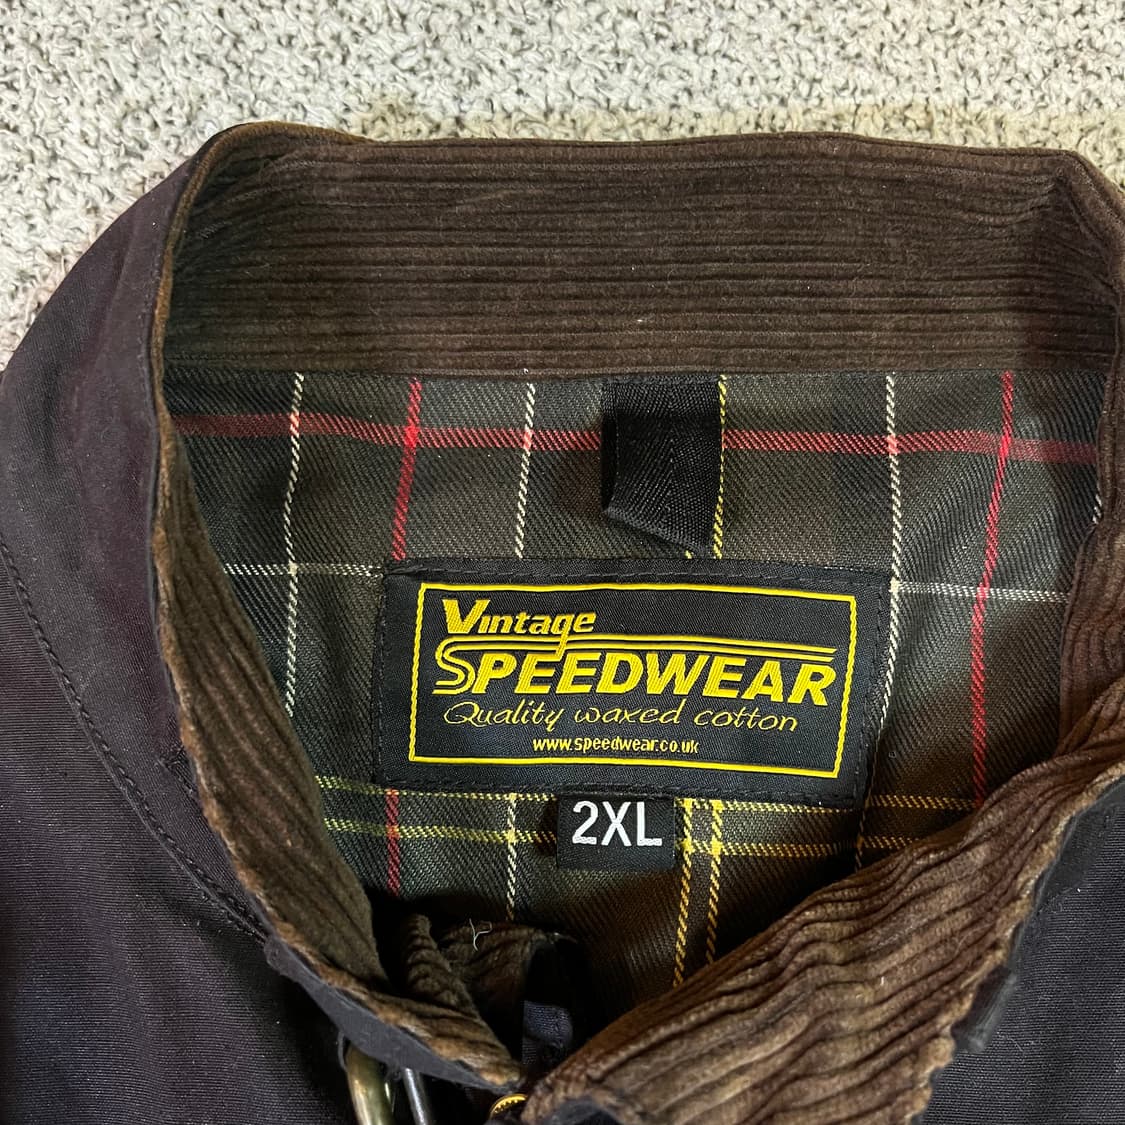 Vintage
SPEEDWEAR
Quality waxed cotton
www.speedwear.co.uk
2XL